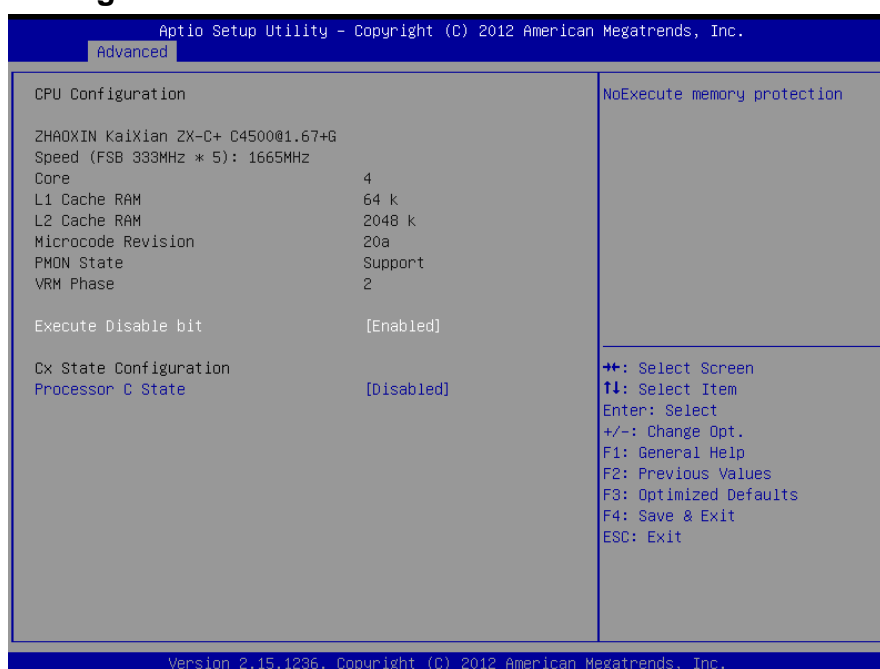 Aptio Setup Utility – Copyright (C) 2012 American Megatrends, Inc.
Advanced
CPU Configuration
ZHAOXIN KaiXian ZX-C+ C4500@1.67+G
Speed (FSB 333MHz * 5): 1665MHz
Core 4
L1 Cache RAM 64 k
L2 Cache RAM 2048 k
Microcode Revision 20a
PMON State Support
VRM Phase 2
Execute Disable bit [Enabled]
Cx State Configuration
Processor C State [Disabled]
NoExecute memory protection
→←: Select Screen
↑↓: Select Item
Enter: Select
+/-: Change Opt.
F1: General Help
F2: Previous Values
F3: Optimized Defaults
F4: Save & Exit
ESC: Exit
Version 2.15.1236. Copyright (C) 2012 American Megatrends, Inc.